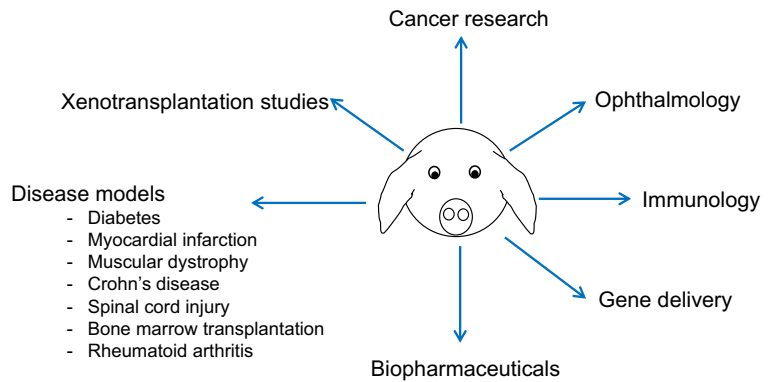 Cancer research
Xenotransplantation studies
Ophthalmology
Disease models
- Diabetes
- Myocardial infarction
- Muscular dystrophy
- Crohn’s disease
- Spinal cord injury
- Bone marrow transplantation
- Rheumatoid arthritis
Immunology
Gene delivery
Biopharmaceuticals